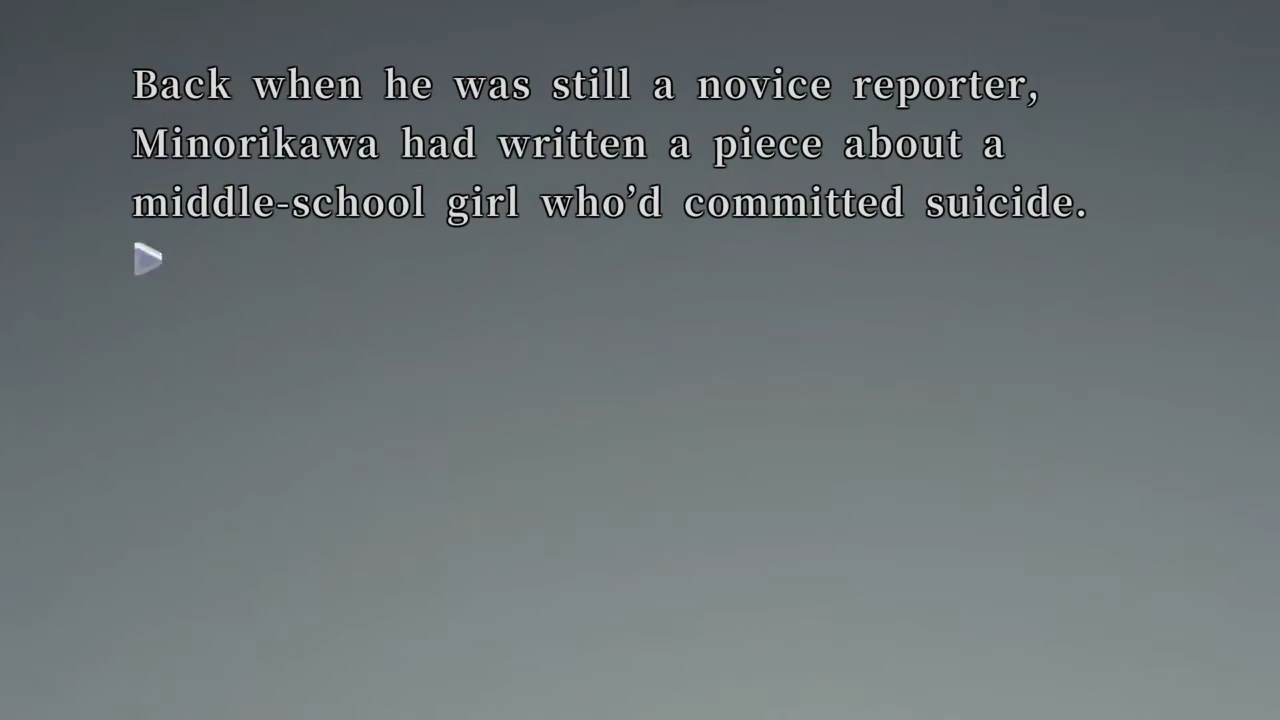 Back when he was still a novice reporter,
Minorikawa had written a piece about a
middle-school girl who’d committed suicide.